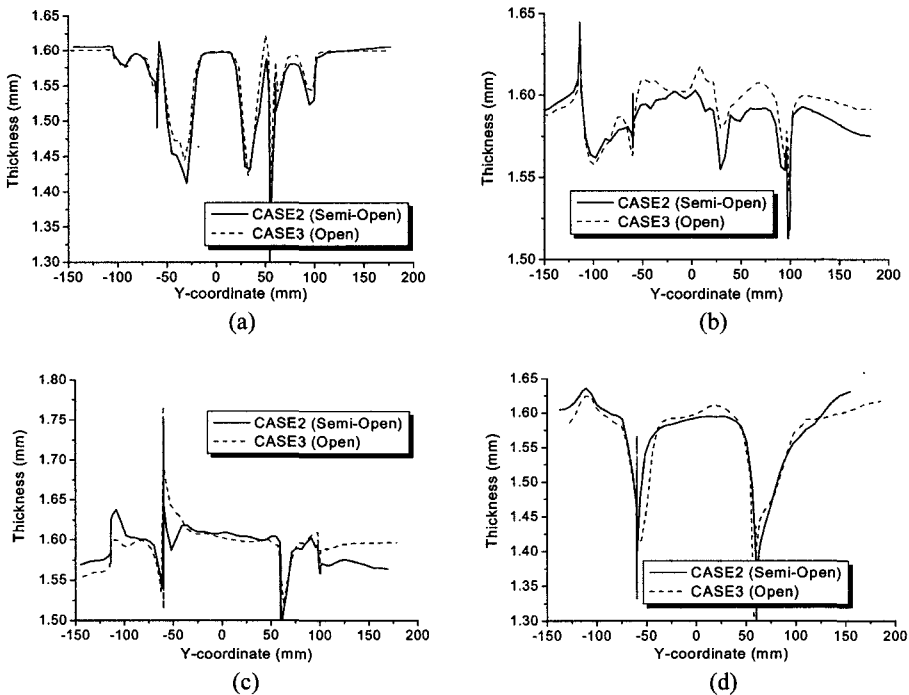 1.65
1.60
1.55
1.50
1.45
1.40
1.35
1.30
Thickness (mm)
CASE2 (Semi-Open)
CASE3 (Open)
-150 -100 -50 0 50 100 150 200
Y-coordinate (mm)
(a)
1.65
1.60
1.55
1.50
Thickness (mm)
CASE2 (Semi-Open)
CASE3 (Open)
-150 -100 -50 0 50 100 150 200
Y-coordinate (mm)
(b)
1.80
1.75
1.70
1.65
1.60
1.55
1.50
Thickness (mm)
CASE2 (Semi-Open)
CASE3 (Open)
-150 -100 -50 0 50 100 150 200
Y-coordinate (mm)
(c)
1.65
1.60
1.55
1.50
1.45
1.40
1.35
1.30
Thickness (mm)
CASE2 (Semi-Open)
CASE3 (Open)
-150 -100 -50 0 50 100 150 200
Y-coordinate (mm)
(d)